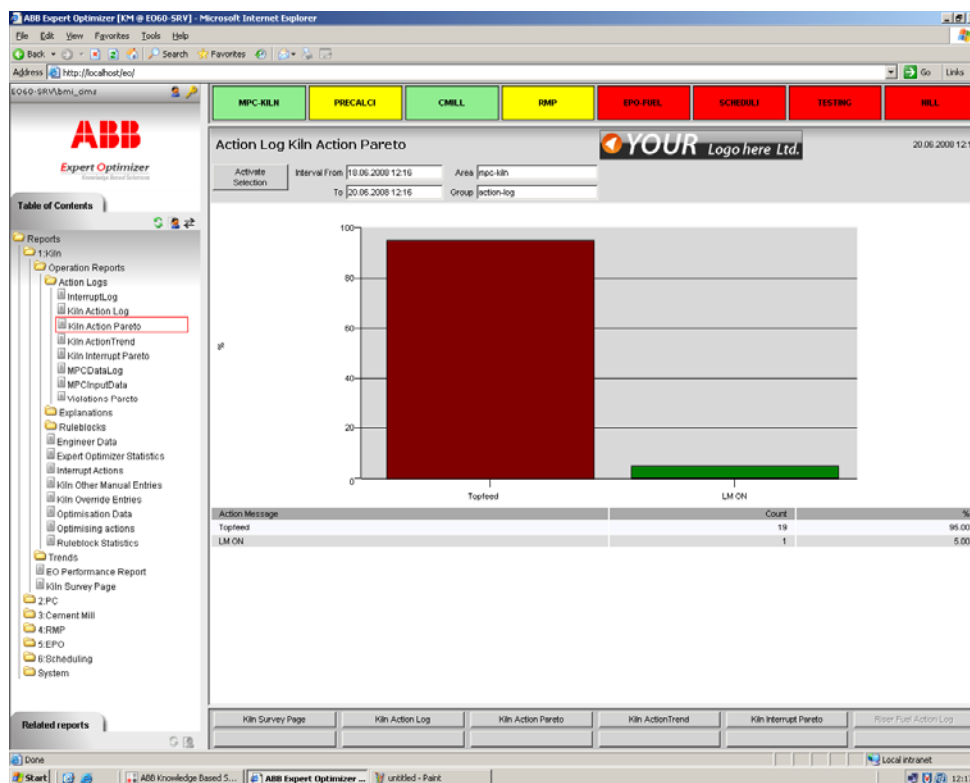 ABB Expert Optimizer [KM @ EO60-SRV] - Microsoft Internet Explorer
File Edit View Favorites Tools Help
Back Search Favorites
Address http://localhost/eo/ Go Links
EO60-SRV\bmi_oma
MPC-KILN PRECALCI CMILL RMP EPO-FUEL SCHEDULI TESTING
ABB
Expert Optimizer
Knowledge Based Solutions
Action Log Kiln Action Pareto
YOUR Logo here Ltd.
20.06.2008 12:1
Activate Selection
Interval From 18.06.2008 12:16 Area mpc-kiln
To 20.06.2008 12:16 Group action-log
Table of Contents
Reports
1:Kiln
Operation Reports
Action Logs
InterruptLog
Kiln Action Log
Kiln Action Pareto
Kiln ActionTrend
Kiln Interrupt Pareto
MPCDataLog
MPCInputData
Violations Pareto
Explanations
Ruleblocks
Engineer Data
Expert Optimizer Statistics
Interrupt Actions
Kiln Other Manual Entries
Kiln Override Entries
Optimisation Data
Optimising actions
Ruleblock Statistics
Trends
EO Performance Report
Kiln Survey Page
2:PC
3:Cement Mill
4:RMP
5:EPO
6:Scheduling
System
100
80
60
%
40
20
0
Topfeed LM ON
Action Message Count %
Topfeed 19 95.00
LM ON 1 5.00
Related reports
Kiln Survey Page Kiln Action Log Kiln Action Pareto Kiln ActionTrend Kiln Interrupt Pareto Riser Fuel Action Log
Done Local intranet
Start ABB Knowledge Based S... ABB Expert Optimizer ... untitled - Paint 12:1